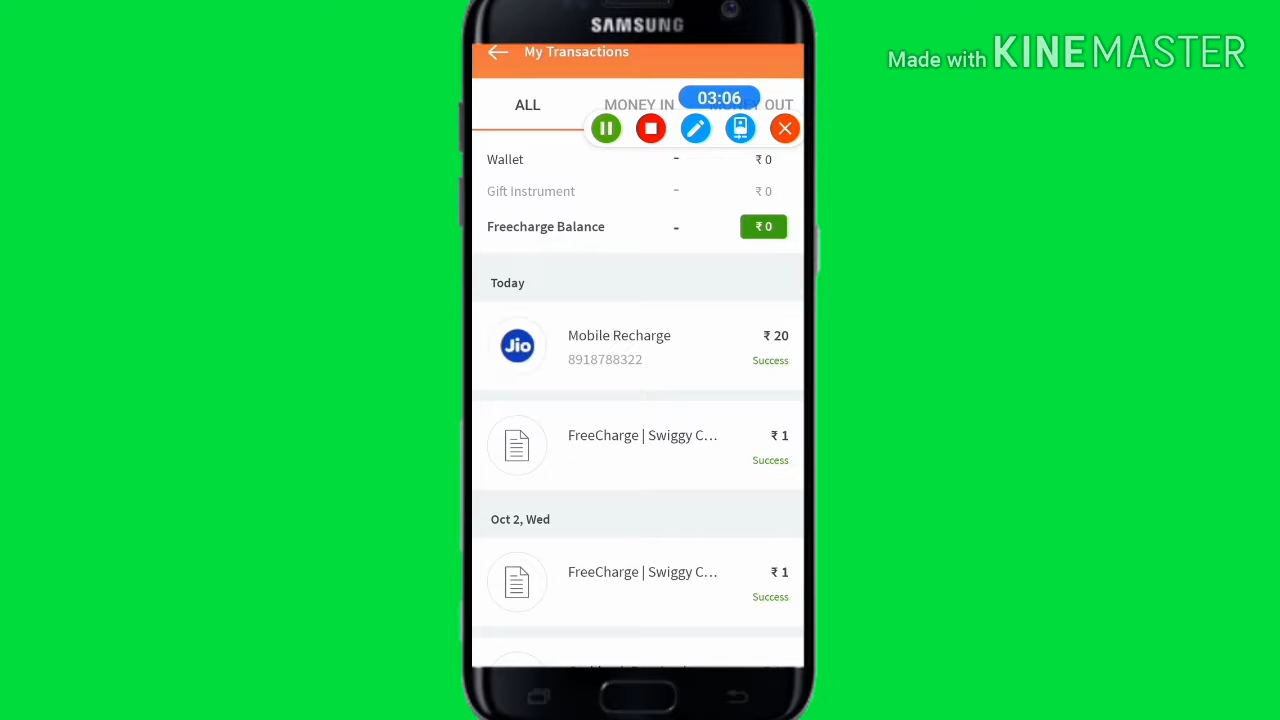 SAMSUNG
Made with KINEMASTER
My Transactions
03:06
ALL MONEY IN OUT
Wallet - ₹ 0
Gift Instrument - ₹ 0
Freecharge Balance - ₹ 0
Today
Jio
Mobile Recharge ₹ 20
8918788322 Success
FreeCharge | Swiggy C... ₹ 1
Success
Oct 2, Wed
FreeCharge | Swiggy C... ₹ 1
Success